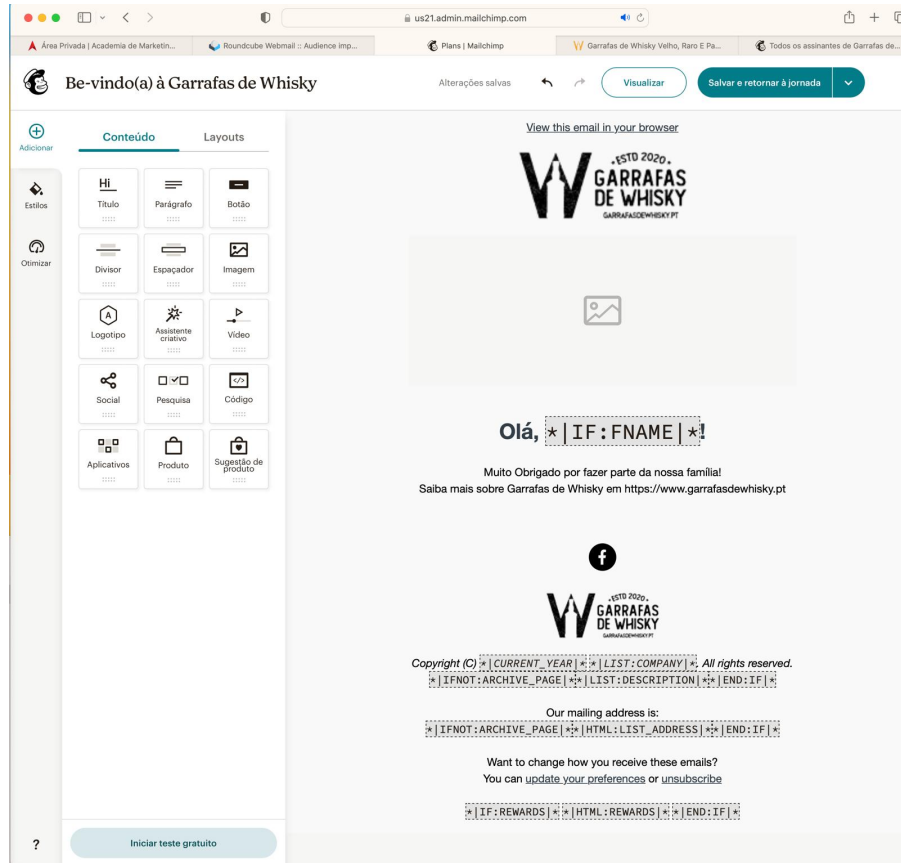 us21.admin.mailchimp.com
Área Privada | Academia de Marketin...
Roundcube Webmail :: Audience imp...
Plans | Mailchimp
Garrafas de Whisky Velho, Raro E Pa...
Todos os assinantes de Garrafas de...
Be-vindo(a) à Garrafas de Whisky
Alterações salvas
Visualizar
Salvar e retornar à jornada
Adicionar
Estilos
Otimizar
Conteúdo
Layouts
Hi
Título
Parágrafo
Botão
Divisor
Espaçador
Imagem
A
Logotipo
Assistente
criativo
Vídeo
Social
Pesquisa
</>
Código
Aplicativos
Produto
Sugestão de
produto
?
Iniciar teste gratuito
View this email in your browser
W
·ESTD 2020·
GARRAFAS
DE WHISKY
GARRAFASDEWHISKY.PT
Olá, *|IF:FNAME|*!
Muito Obrigado por fazer parte da nossa família!
Saiba mais sobre Garrafas de Whisky em https://www.garrafasdewhisky.pt
f
W
·ESTD 2020·
GARRAFAS
DE WHISKY
GARRAFASDEWHISKY.PT
Copyright (C) *|CURRENT_YEAR|* *|LIST:COMPANY|*. All rights reserved.
*|IFNOT:ARCHIVE_PAGE|**|LIST:DESCRIPTION|**|END:IF|*
Our mailing address is:
*|IFNOT:ARCHIVE_PAGE|**|HTML:LIST_ADDRESS|**|END:IF|*
Want to change how you receive these emails?
You can update your preferences or unsubscribe
*|IF:REWARDS|* *|HTML:REWARDS|* *|END:IF|*